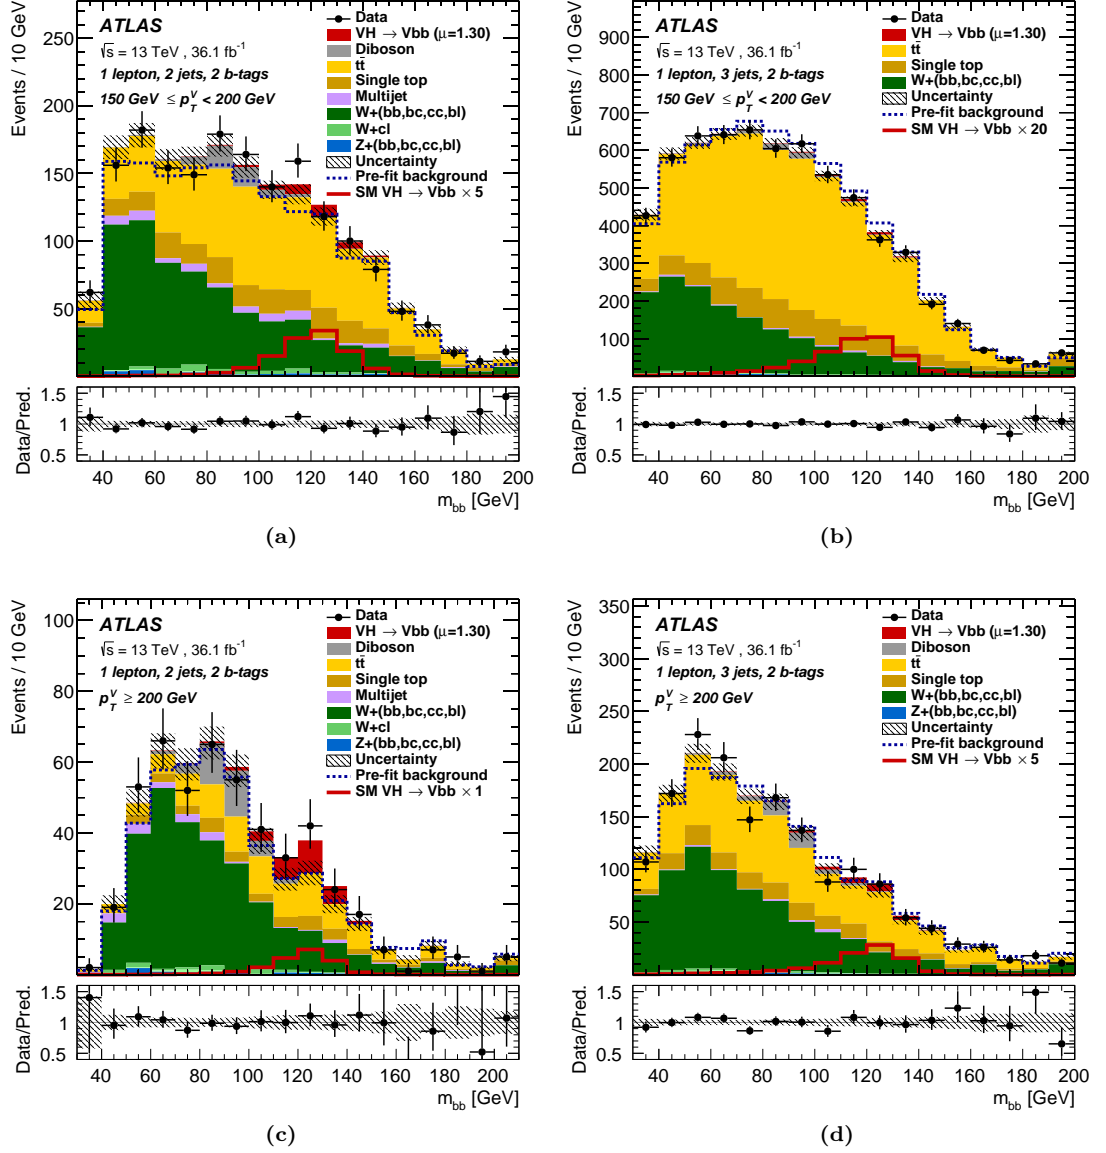 Events / 10 GeV
250
200
150
100
50
ATLAS
√s = 13 TeV , 36.1 fb⁻¹
1 lepton, 2 jets, 2 b-tags
150 GeV ≤ p_T^V < 200 GeV
Data
VH → Vbb (μ=1.30)
Diboson
tt̄
Single top
Multijet
W+(bb,bc,cc,bl)
W+cl
Z+(bb,bc,cc,bl)
Uncertainty
Pre-fit background
SM VH → Vbb × 5
Data/Pred.
1.5
1
0.5
40 60 80 100 120 140 160 180 200
m_bb [GeV]
(a)
Events / 10 GeV
900
800
700
600
500
400
300
200
100
ATLAS
√s = 13 TeV , 36.1 fb⁻¹
1 lepton, 3 jets, 2 b-tags
150 GeV ≤ p_T^V < 200 GeV
Data
VH → Vbb (μ=1.30)
Diboson
tt̄
Single top
W+(bb,bc,cc,bl)
Uncertainty
Pre-fit background
SM VH → Vbb × 20
Data/Pred.
1.5
1
0.5
40 60 80 100 120 140 160 180 200
m_bb [GeV]
(b)
Events / 10 GeV
100
80
60
40
20
ATLAS
√s = 13 TeV , 36.1 fb⁻¹
1 lepton, 2 jets, 2 b-tags
p_T^V ≥ 200 GeV
Data
VH → Vbb (μ=1.30)
Diboson
tt̄
Single top
Multijet
W+(bb,bc,cc,bl)
W+cl
Z+(bb,bc,cc,bl)
Uncertainty
Pre-fit background
SM VH → Vbb × 1
Data/Pred.
1.5
1
0.5
40 60 80 100 120 140 160 180 200
m_bb [GeV]
(c)
Events / 10 GeV
350
300
250
200
150
100
50
ATLAS
√s = 13 TeV , 36.1 fb⁻¹
1 lepton, 3 jets, 2 b-tags
p_T^V ≥ 200 GeV
Data
VH → Vbb (μ=1.30)
Diboson
tt̄
Single top
W+(bb,bc,cc,bl)
Z+(bb,bc,cc,bl)
Uncertainty
Pre-fit background
SM VH → Vbb × 5
Data/Pred.
1.5
1
0.5
40 60 80 100 120 140 160 180 200
m_bb [GeV]
(d)